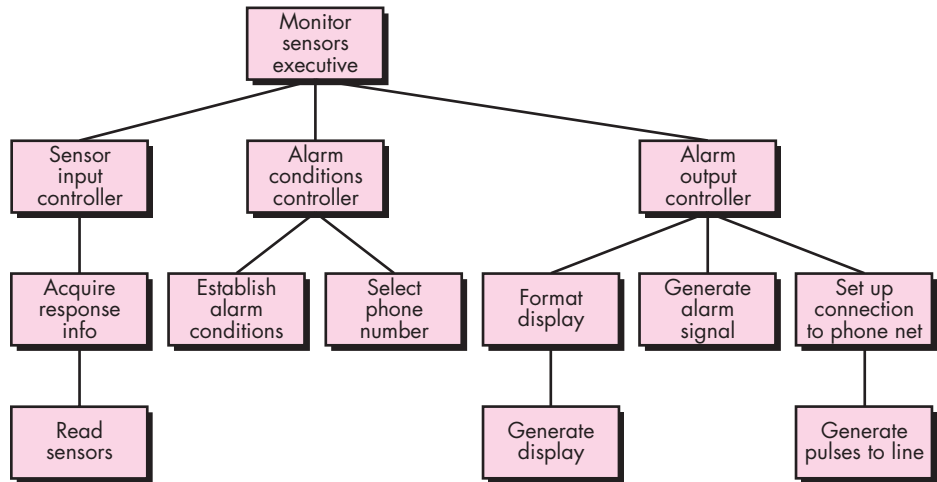 Monitor
sensors
executive
Sensor
input
controller
Alarm
conditions
controller
Alarm
output
controller
Acquire
response
info
Establish
alarm
conditions
Select
phone
number
Format
display
Generate
alarm
signal
Set up
connection
to phone net
Read
sensors
Generate
display
Generate
pulses to line